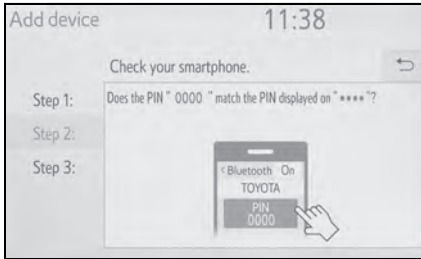 Add device 11:38
Check your smartphone.
Step 1:
Does the PIN " 0000 " match the PIN displayed on " **** "?
Step 2:
Step 3:
< Bluetooth On
TOYOTA
PIN
0000